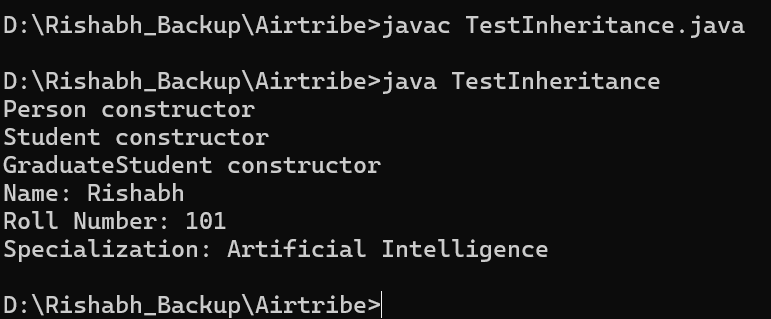 D:\Rishabh_Backup\Airtribe>javac TestInheritance.java
D:\Rishabh_Backup\Airtribe>java TestInheritance
Person constructor
Student constructor
GraduateStudent constructor
Name: Rishabh
Roll Number: 101
Specialization: Artificial Intelligence
D:\Rishabh_Backup\Airtribe>